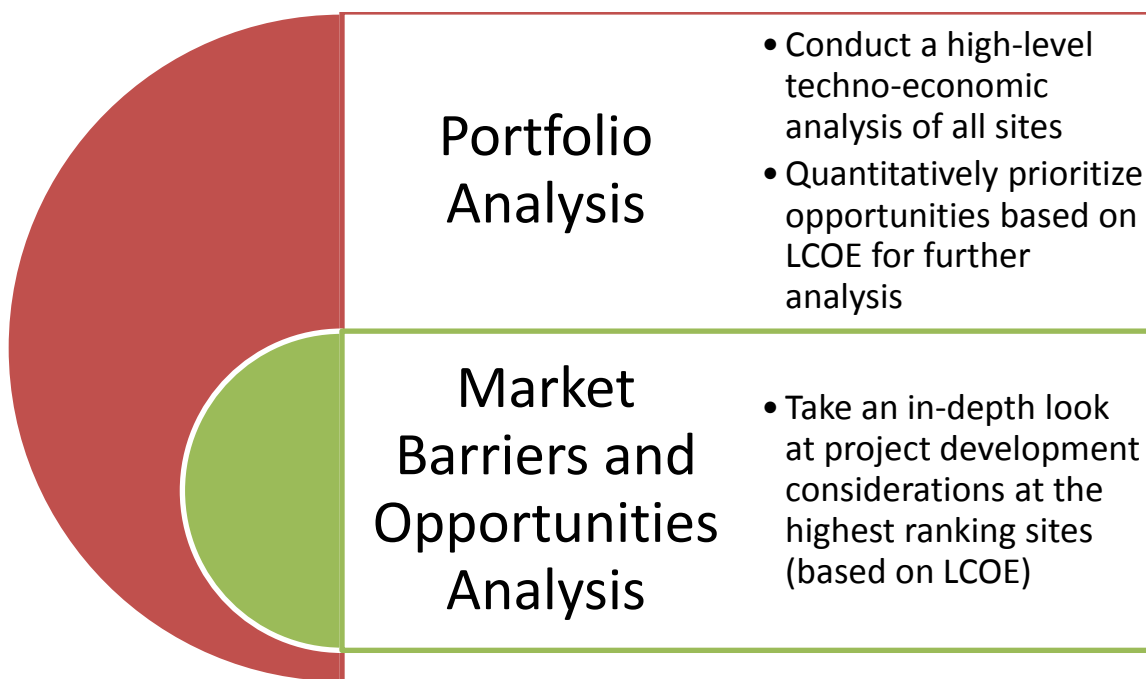 Portfolio
Analysis
• Conduct a high-level
techno-economic
analysis of all sites
• Quantitatively prioritize
opportunities based on
LCOE for further
analysis
Market
Barriers and
Opportunities
Analysis
• Take an in-depth look
at project development
considerations at the
highest ranking sites
(based on LCOE)